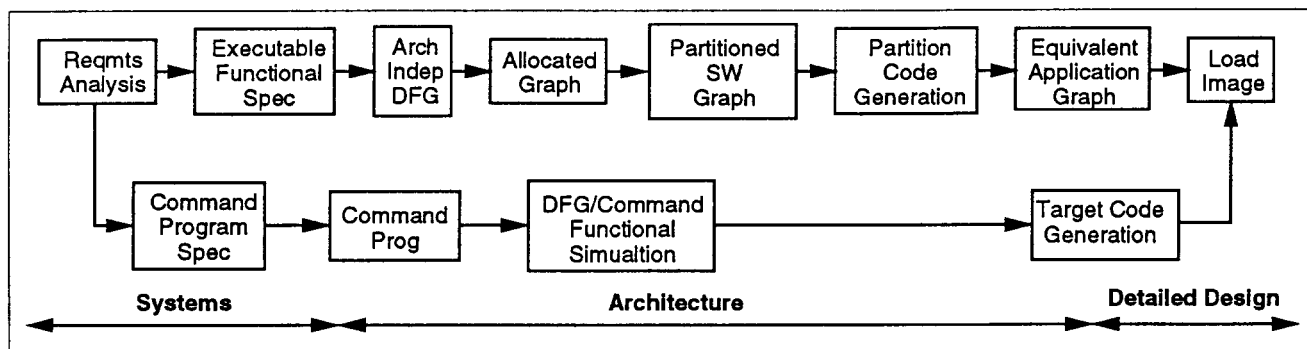 Reqmts
Analysis
Executable
Functional
Spec
Arch
Indep
DFG
Allocated
Graph
Partitioned
SW
Graph
Partition
Code
Generation
Equivalent
Application
Graph
Load
Image
Command
Program
Spec
Command
Prog
DFG/Command
Functional
Simualtion
Target Code
Generation
Systems
Architecture
Detailed Design